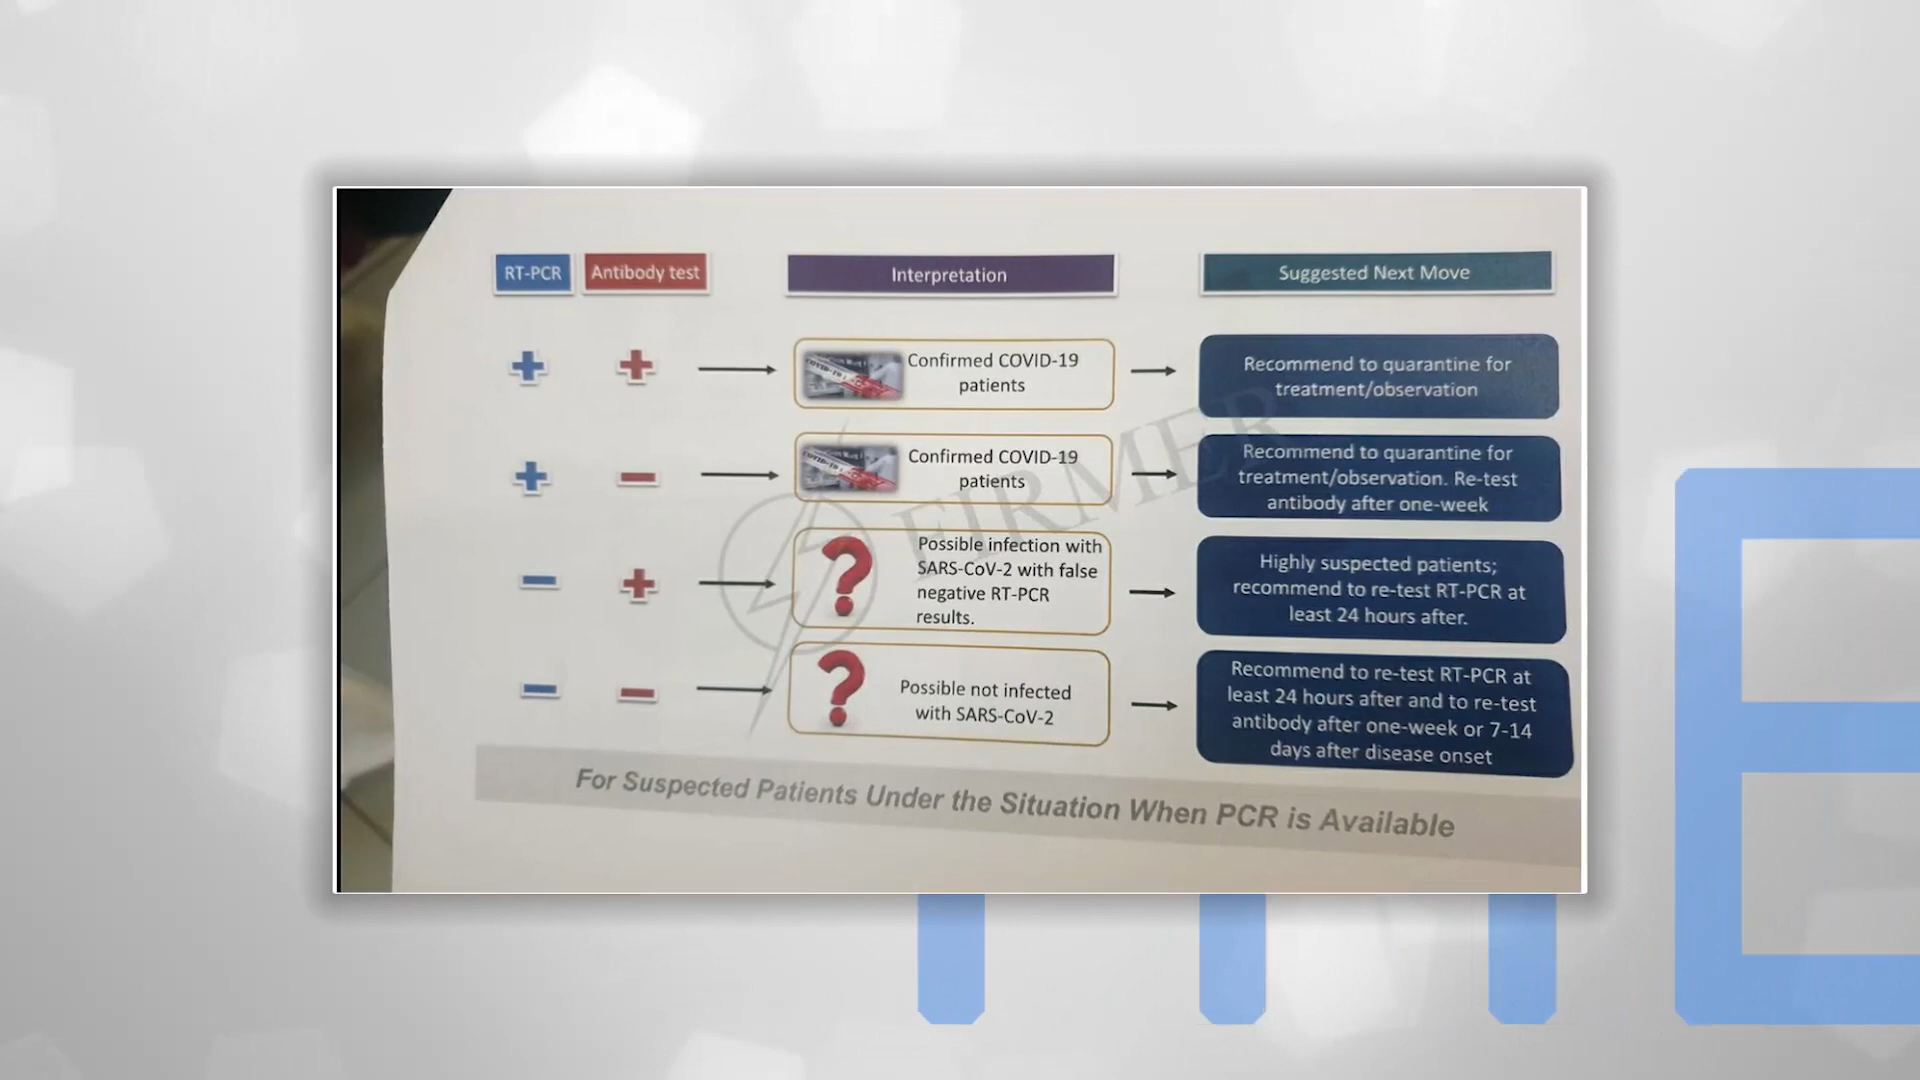 RT-PCR
Antibody test
Interpretation
Suggested Next Move
Confirmed COVID-19
patients
Recommend to quarantine for
treatment/observation
Confirmed COVID-19
patients
Recommend to quarantine for
treatment/observation. Re-test
antibody after one-week
Possible infection with
SARS-CoV-2 with false
negative RT-PCR
results.
Highly suspected patients;
recommend to re-test RT-PCR at
least 24 hours after.
Possible not infected
with SARS-CoV-2
Recommend to re-test RT-PCR at
least 24 hours after and to re-test
antibody after one-week or 7-14
days after disease onset
FIRMER
For Suspected Patients Under the Situation When PCR is Available